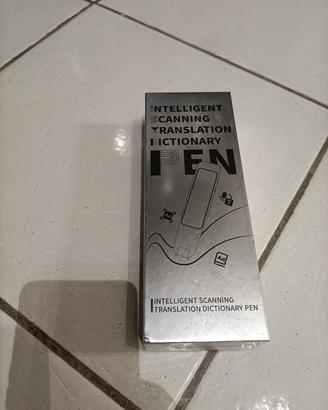 INTELLIGENT
SCANNING
TRANSLATION
DICTIONARY
PEN
INTELLIGENT SCANNING
TRANSLATION DICTIONARY PEN